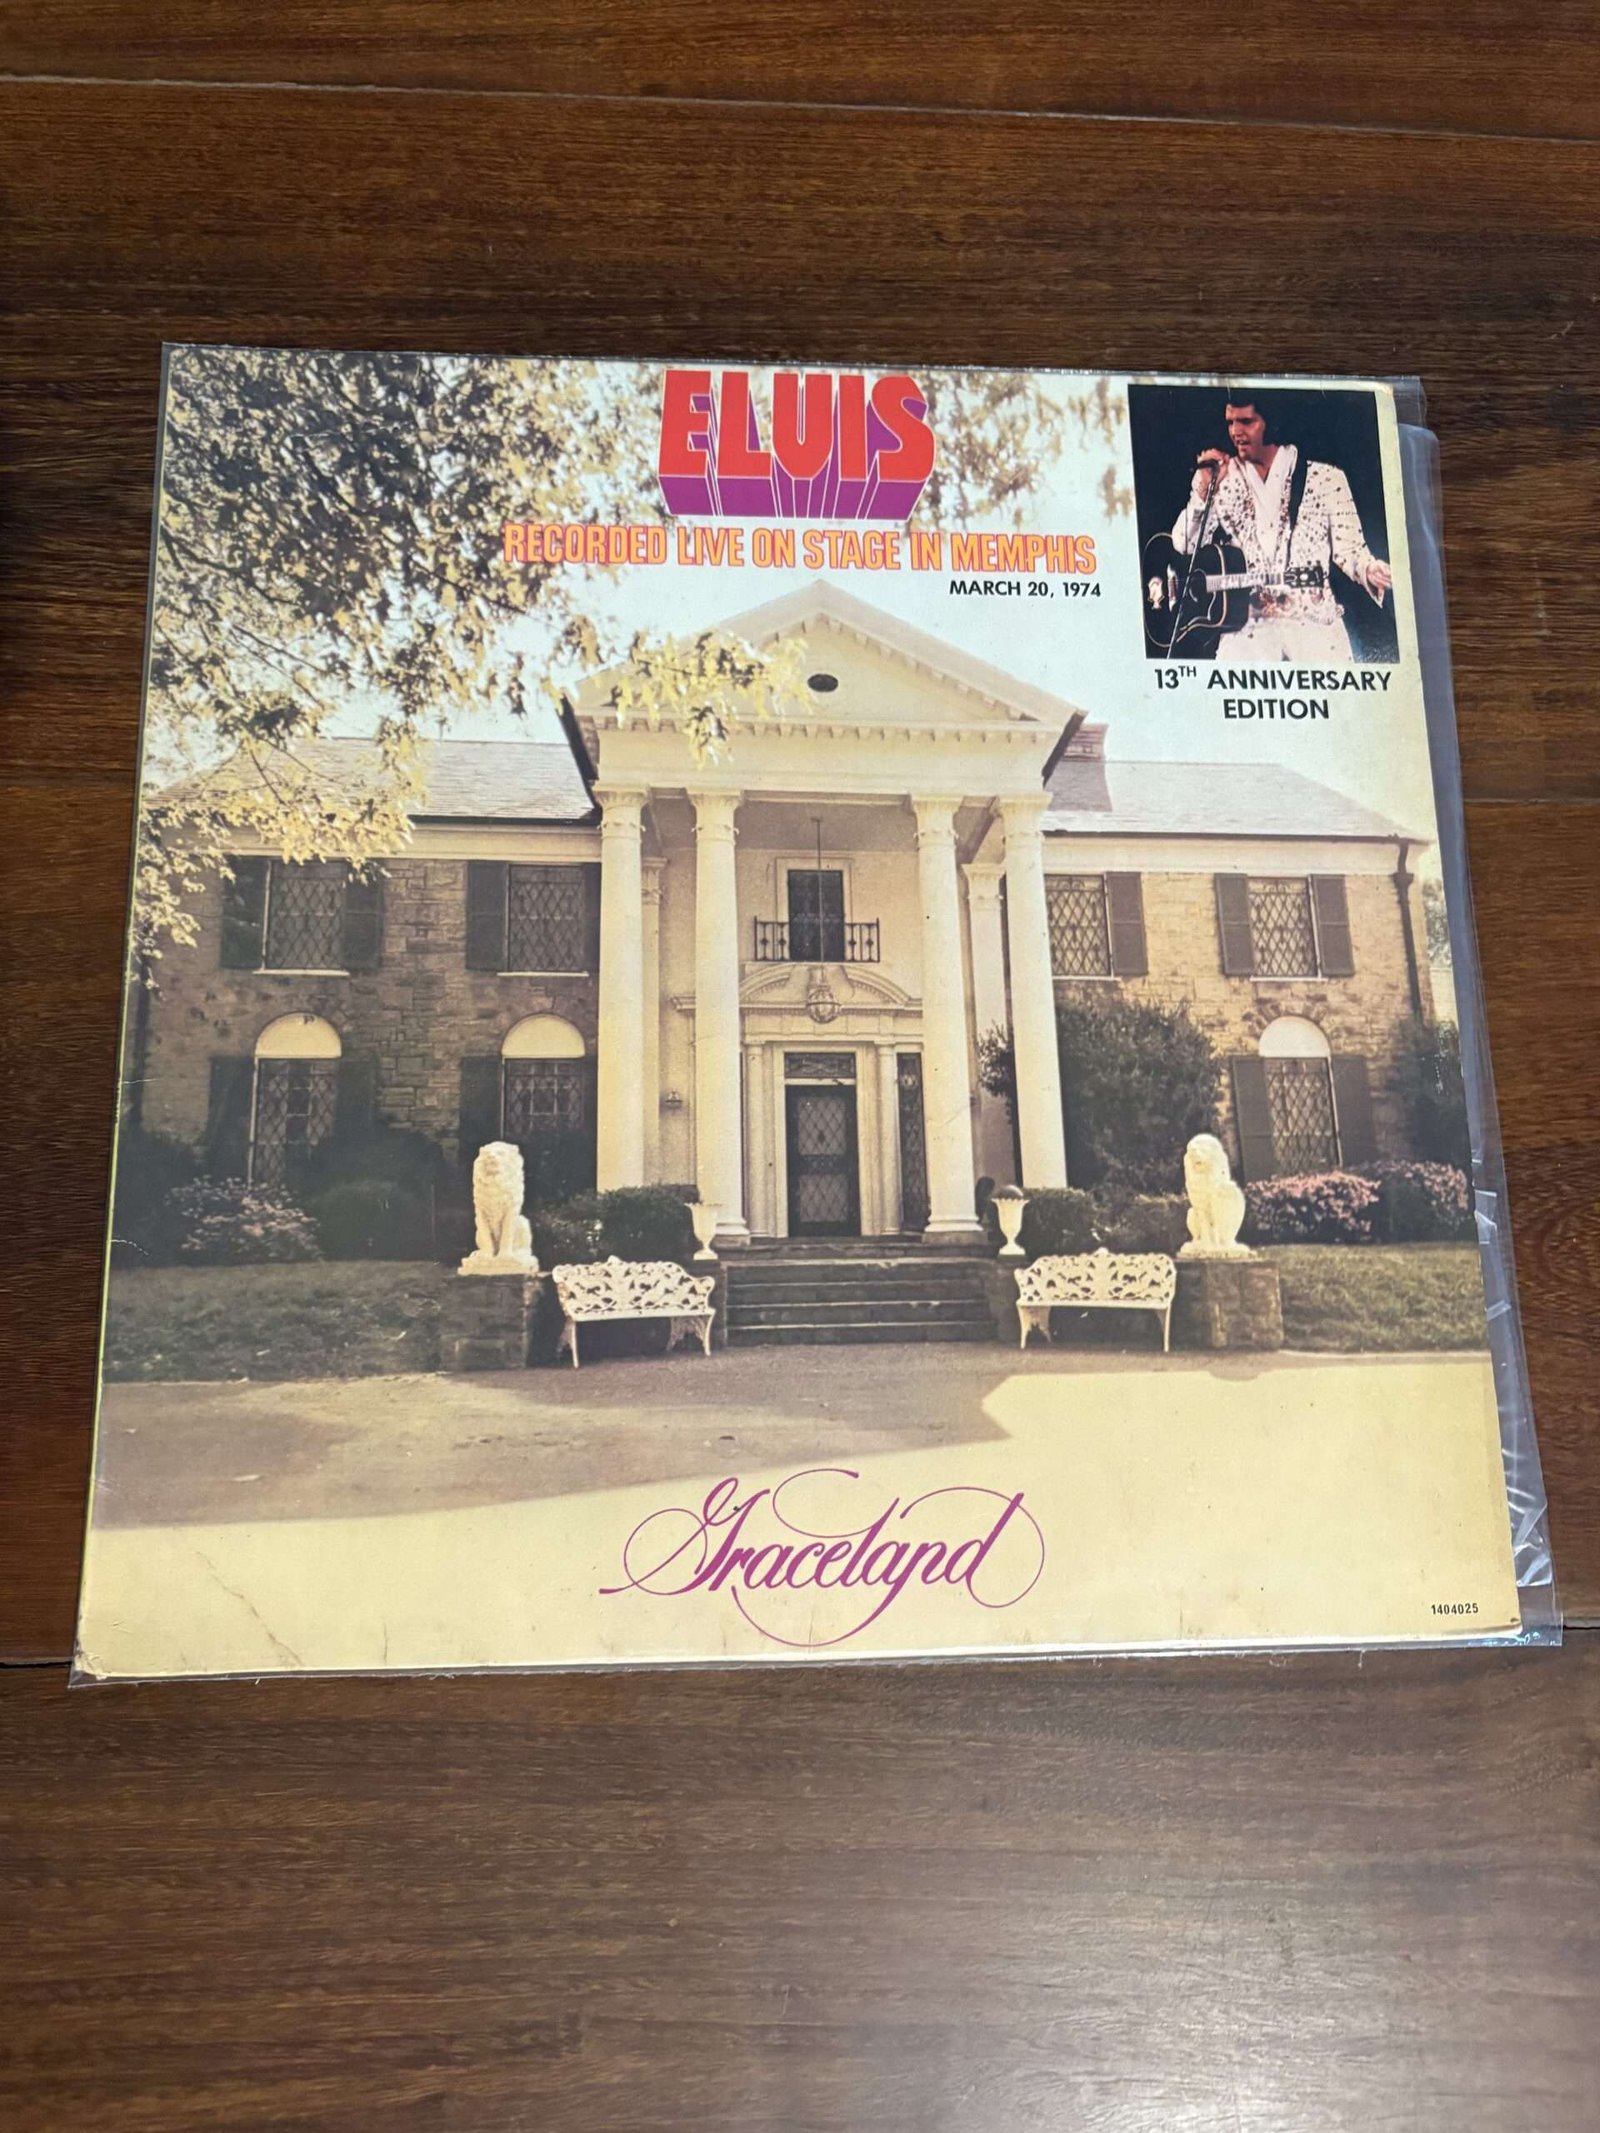 ELVIS
RECORDED LIVE ON STAGE IN MEMPHIS
MARCH 20, 1974
13TH ANNIVERSARY
EDITION
Graceland
1404025